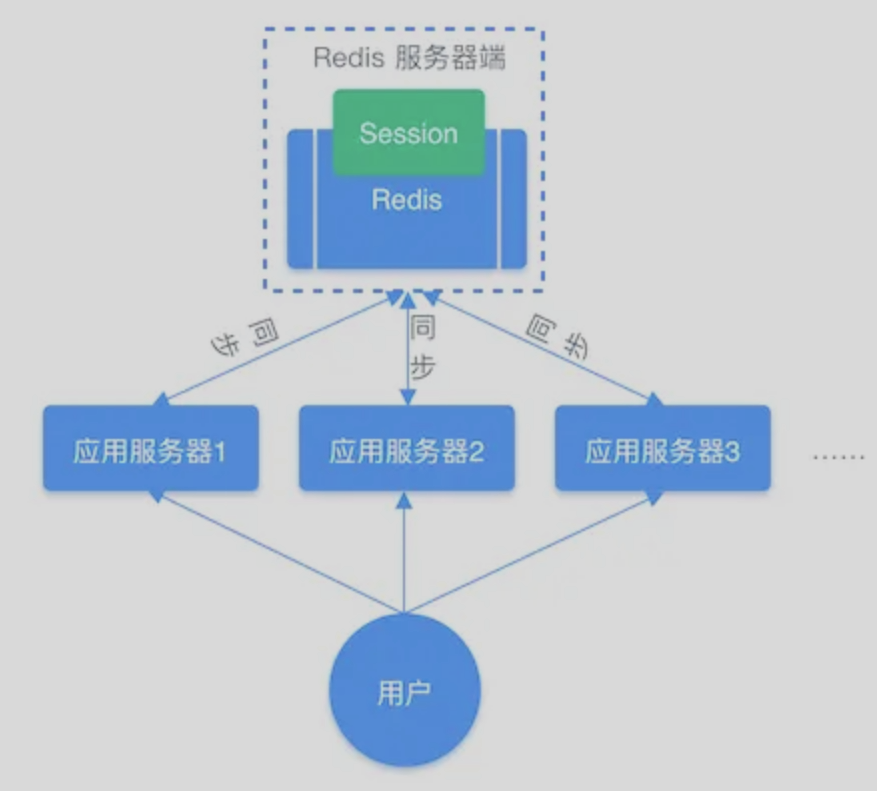 Redis 服务器端
Session
Redis
同步
同步
同步
应用服务器1
应用服务器2
应用服务器3
......
用户